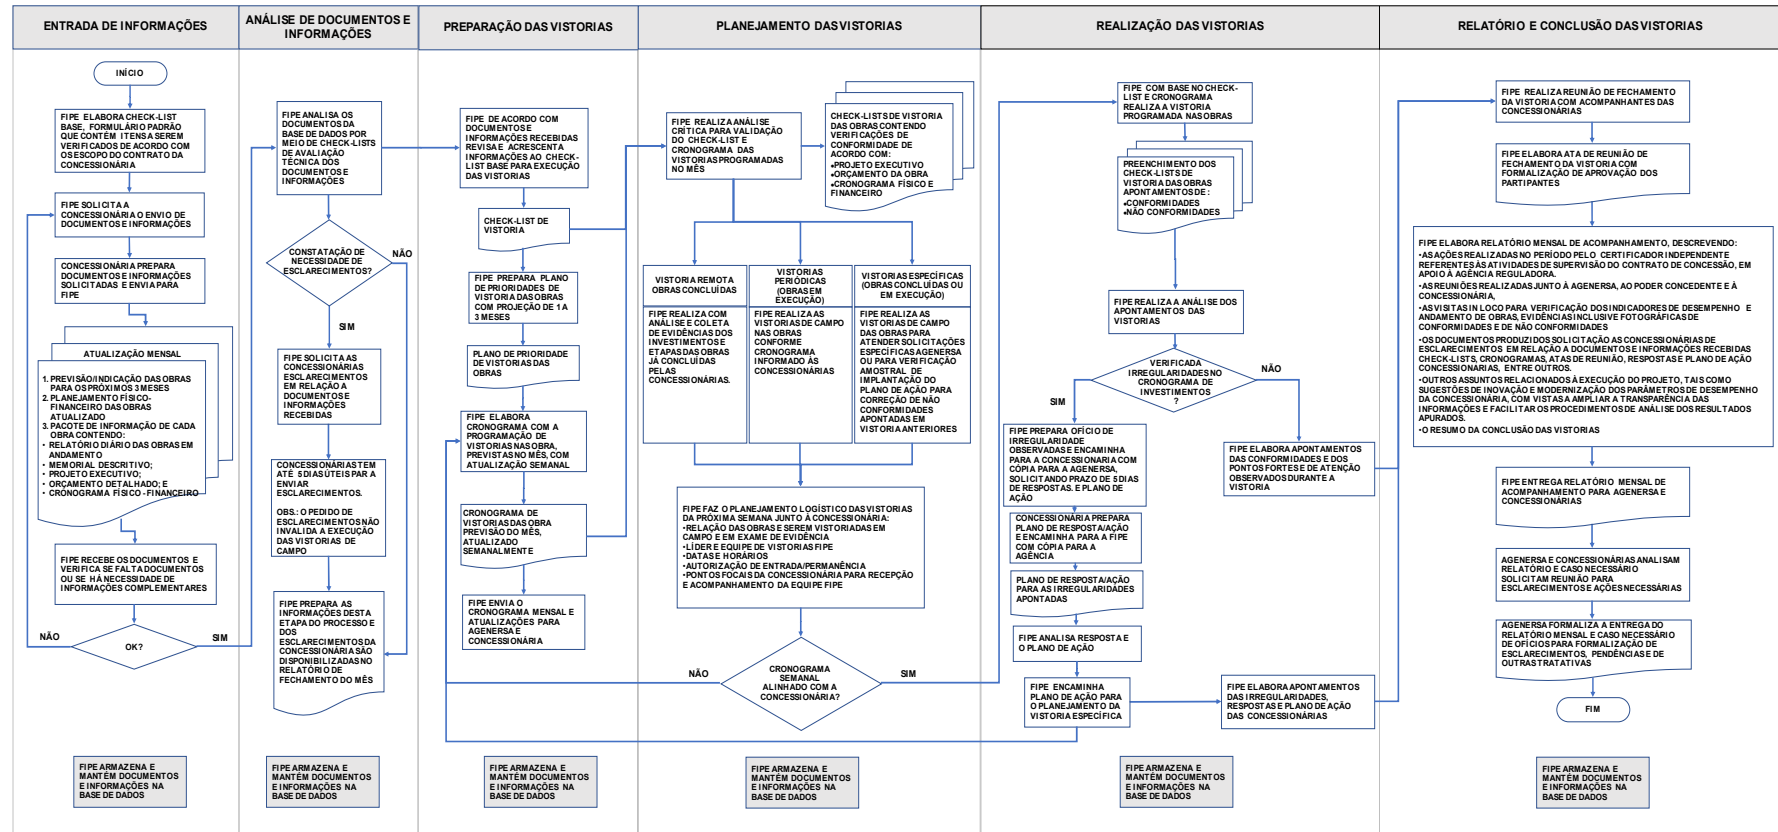 ENTRADA DE INFORMAÇÕES
INÍCIO
FIPE ELABORA CHECK-LIST
BASE, FORMULÁRIO PADRÃO
QUE CONTÉM ITENS A SEREM
VERIFICADOS DE ACORDO COM
OS ESCOPO DO CONTRATO DA
CONCESSIONÁRIA
FIPE SOLICITA A
CONCESSIONÁRIA O ENVIO DE
DOCUMENTOS E INFORMAÇÕES
CONCESSIONÁRIA PREPARA
DOCUMENTOS E INFORMAÇÕES
SOLICITADAS E ENVIA PARA
FIPE
ATUALIZAÇÃO MENSAL
1. PREVISÃO/INDICAÇÃO DAS OBRAS
PARA OS PRÓXIMOS 3 MESES
2. PLANEJAMENTO FÍSICO-
FINANCEIRO DAS OBRAS
ATUALIZADO
3. PACOTE DE INFORMAÇÃO DE CADA
OBRA CONTENDO:
• RELATÓRIO DIÁRIO DAS OBRAS EM
ANDAMENTO
• MEMORIAL DESCRITIVO;
• PROJETO EXECUTIVO;
• ORÇAMENTO DETALHADO; E
• CRONOGRAMA FÍSICO-FINANCEIRO
FIPE RECEBE OS DOCUMENTOS E
VERIFICA SE FALTA DOCUMENTOS
OU SE HÁ NECESSIDADE DE
INFORMAÇÕES COMPLEMENTARES
NÃO
OK?
SIM
FIPE ARMAZENA E
MANTÉM DOCUMENTOS
E INFORMAÇÕES NA
BASE DE DADOS
ANÁLISE DE DOCUMENTOS E
INFORMAÇÕES
FIPE ANALISA OS
DOCUMENTOS DA
BASE DE DADOS POR
MEIO DE CHECK-LISTS
DE AVALIAÇÃO
TÉCNICA DOS
DOCUMENTOS E
INFORMAÇÕES
CONSTATAÇÃO DE
NECESSIDADE DE
ESCLARECIMENTOS?
NÃO
SIM
FIPE SOLICITA AS
CONCESSIONÁRIAS
ESCLARECIMENTOS
EM RELAÇÃO A
DOCUMENTOS E
INFORMAÇÕES
RECEBIDAS
CONCESSIONÁRIAS TEM
ATÉ 5 DIAS ÚTEIS PAR A
ENVIAR
ESCLARECIMENTOS.
OBS.: O PEDIDO DE
ESCLARECIMENTOS NÃO
INVALIDA A EXECUÇÃO
DAS VISTORIAS DE
CAMPO
FIPE PREPARA AS
INFORMAÇÕES DESTA
ETAPA DO PROCESSO E
DOS
ESCLARECIMENTOS DA
CONCESSIONÁRIA SÃO
DISPONIBILIZADAS NO
RELATÓRIO DE
FECHAMENTO DO MÊS
FIPE ARMAZENA E
MANTÉM DOCUMENTOS
E INFORMAÇÕES NA
BASE DE DADOS
PREPARAÇÃO DAS VISTORIAS
FIPE DE ACORDO COM
DOCUMENTOS E
INFORMAÇÕES RECEBIDAS
REVISA E ACRESCENTA
INFORMAÇÕES AO CHECK-
LIST BASE PARA EXECUÇÃO
DAS VISTORIAS
CHECK-LIST DE
VISTORIA
FIPE PREPARA PLANO
DE PRIORIDADES DE
VISTORIA DAS OBRAS
COM PROJEÇÃO DE 1 A
3 MESES
PLANO DE PRIORIDADE
DE VISTORIAS DAS
OBRAS
FIPE ELABORA
CRONOGRAMA COM A
PROGRAMAÇÃO DE
VISTORIAS NAS OBRA,
PREVISTAS NO MÊS, COM
ATUALIZAÇÃO SEMANAL
CRONOGRAMA DE
VISTORIAS DAS OBRA
PREVISÃO DO MÊS,
ATUALIZADO
SEMANALMENTE
FIPE ENVIA O
CRONOGRAMA MENSAL E
ATUALIZAÇÕES PARA
AGENERSA E
CONCESSIONÁRIA
FIPE ARMAZENA E
MANTÉM DOCUMENTOS
E INFORMAÇÕES NA
BASE DE DADOS
PLANEJAMENTO DAS VISTORIAS
FIPE REALIZA ANÁLISE
CRÍTICA PARA VALIDAÇÃO
DO CHECK-LIST E
CRONOGRAMA DAS
VISTORIAS PROGRAMADAS
NO MÊS
CHECK-LISTS DE VISTORIA
DAS OBRAS CONTENDO
VERIFICAÇÕES DE
CONFORMIDADE DE
ACORDO COM:
•PROJETO EXECUTIVO
•ORÇAMENTO DA OBRA
•CRONOGRAMA FÍSICO E
FINANCEIRO
VISTORIA REMOTA
OBRAS CONCLUÍDAS
FIPE REALIZA COM
ANÁLISE E COLETA
DE EVIDÊNCIAS DOS
INVESTIMENTOS E
ETAPAS DAS OBRAS
JÁ CONCLUÍDAS
PELAS
CONCESSIONÁRIAS.
VISTORIAS
PERIÓDICAS
(OBRAS EM
EXECUÇÃO)
FIPE REALIZA AS
VISTORIAS DE CAMPO
NAS OBRAS
CONFORME
CRONOGRAMA
INFORMADO ÀS
CONCESSIONÁRIAS
VISTORIAS ESPECÍFICAS
(OBRAS CONCLUÍDAS OU
EM EXECUÇÃO)
FIPE REALIZA AS
VISTORIAS DE CAMPO
DAS OBRAS PARA
ATENDER SOLICITAÇÕES
ESPECÍFICAS AGENERSA
OU PARA VERIFICAÇÃO
AMOSTRAL DE
IMPLANTAÇÃO DO
PLANO DE AÇÃO PARA
CORREÇÃO DE NÃO
CONFORMIDADES
APONTADAS EM
VISTORIA ANTERIORES
FIPE FAZ O PLANEJAMENTO LOGÍSTICO DAS VISTORIAS
DA PRÓXIMA SEMANA JUNTO À CONCESSIONÁRIA:
•RELAÇÃO DAS OBRAS E SEREM VISTORIADAS EM
CAMPO E EM EXAME DE EVIDÊNCIA
•LÍDER E EQUIPE DE VISTORIAS FIPE
•DATAS E HORÁRIOS
•AUTORIZAÇÃO DE ENTRADA/PERMANÊNCIA
•PONTOS FOCAIS DA CONCESSIONÁRIA PARA RECEPÇÃO
E ACOMPANHAMENTO DA EQUIPE FIPE
NÃO
CRONOGRAMA
SEMANAL
ALINHADO COM A
CONCESSIONÁRIA?
SIM
FIPE ARMAZENA E
MANTÉM DOCUMENTOS
E INFORMAÇÕES NA
BASE DE DADOS
REALIZAÇÃO DAS VISTORIAS
FIPE COM BASE NO CHECK-
LIST E CRONOGRAMA
REALIZA A VISTORIA
PROGRAMADA NAS OBRAS
PREENCHIMENTO DOS
CHECK-LISTS DE
VISTORIA DAS OBRAS
APONTAMENTOS DE :
•CONFORMIDADES
•NÃO CONFORMIDADES
FIPE REALIZA A ANÁLISE DOS
APONTAMENTOS DAS
VISTORIAS
VERIFICADA
IRREGULARIDADES NO
CRONOGRAMA DE
INVESTIMENTOS
?
SIM
NÃO
FIPE PREPARA OFÍCIO DE
IRREGULARIDADE
OBSERVADAS E ENCAMINHA
PARA A CONCESSIONARIA COM
CÓPIA PARA A AGENERSA,
SOLICITANDO PRAZO DE 5 DIAS
DE RESPOSTAS. E PLANO DE
AÇÃO
FIPE ELABORA APONTAMENTOS
DAS CONFORMIDADES E DOS
PONTOS FORTES E DE ATENÇÃO
OBSERVADOS DURANTE A
VISTORIA
CONCESSIONÁRIA PREPARA
PLANO DE RESPOSTA/AÇÃO
E ENCAMINHA PARA A FIPE
COM CÓPIA PARA A
AGÊNCIA
PLANO DE RESPOSTA/AÇÃO
PARA AS IRREGULARIDADES
APONTADAS
FIPE ANALISA RESPOSTA E
O PLANO DE AÇÃO
FIPE ENCAMINHA
PLANO DE AÇÃO PARA
O PLANEJAMENTO DA
VISTORIA ESPECÍFICA
FIPE ELABORA APONTAMENTOS
DAS IRREGULARIDADES,
RESPOSTAS E PLANO DE AÇÃO
DAS CONCESSIONÁRIAS
FIPE ARMAZENA E
MANTÉM DOCUMENTOS
E INFORMAÇÕES NA
BASE DE DADOS
RELATÓRIO E CONCLUSÃO DAS VISTORIAS
FIPE REALIZA REUNIÃO DE FECHAMENTO
DA VISTORIA COM ACOMPANHANTES DAS
CONCESSIONÁRIAS
FIPE ELABORA ATA DE REUNIÃO DE
FECHAMENTO DA VISTORIA COM
FORMALIZAÇÃO DE APROVAÇÃO DOS
PARTIPANTES
FIPE ELABORA RELATÓRIO MENSAL DE ACOMPANHAMENTO, DESCREVENDO:
•AS AÇÕES REALIZADAS NO PERÍODO PELO CERTIFICADOR INDEPENDENTE
REFERENTES ÀS ATIVIDADES DE SUPERVISÃO DO CONTRATO DE CONCESSÃO, EM
APOIO À AGÊNCIA REGULADORA.
•AS REUNIÕES REALIZADAS JUNTO À AGENERSA, AO PODER CONCEDENTE E À
CONCESSIONÁRIA,
•AS VISITAS IN LOCO PARA VERIFICAÇÃO DOS INDICADORES DE DESEMPENHO E
ANDAMENTO DE OBRAS, EVIDÊNCIAS INCLUSIVE FOTOGRÁFICAS DE
CONFORMIDADES E DE NÃO CONFORMIDADES
•OS DOCUMENTOS PRODUZIDOS SOLICITAÇÃO AS CONCESSIONÁRIAS DE
ESCLARECIMENTOS EM RELAÇÃO A DOCUMENTOS E INFORMAÇÕES RECEBIDAS
CHECK-LISTS, CRONOGRAMAS, ATAS DE REUNIÃO, RESPOSTAS E PLANO DE AÇÃO
CONCESSIONARIAS, ENTRE OUTROS.
•OUTROS ASSUNTOS RELACIONADOS À EXECUÇÃO DO PROJETO, TAIS COMO
SUGESTÕES DE INOVAÇÃO E MODERNIZAÇÃO DOS PARÂMETROS DE DESEMPENHO
DA CONCESSIONÁRIA, COM VISTAS A AMPLIAR A TRANSPARÊNCIA DAS
INFORMAÇÕES E FACILITAR OS PROCEDIMENTOS DE ANÁLISE DOS RESULTADOS
APURADOS.
•O RESUMO DA CONCLUSÃO DAS VISTORIAS
FIPE ENTREGA RELATÓRIO MENSAL DE
ACOMPANHAMENTO PARA AGENERSA E
CONCESSIONÁRIAS
AGENERSA E CONCESSIONÁRIAS ANALISAM
RELATÓRIO E CASO NECESSÁRIO
SOLICITAM REUNIÃO PARA
ESCLARECIMENTOS E AÇÕES NECESSÁRIAS
AGENERSA FORMALIZA A ENTREGA DO
RELATÓRIO MENSAL E CASO NECESSÁRIO
DE OFÍCIOS PARA FORMALIZAÇÃO DE
ESCLARECIMENTOS, PENDÊNCIAS E DE
OUTRAS TRATATIVAS
FIM
FIPE ARMAZENA E
MANTÉM DOCUMENTOS
E INFORMAÇÕES NA
BASE DE DADOS